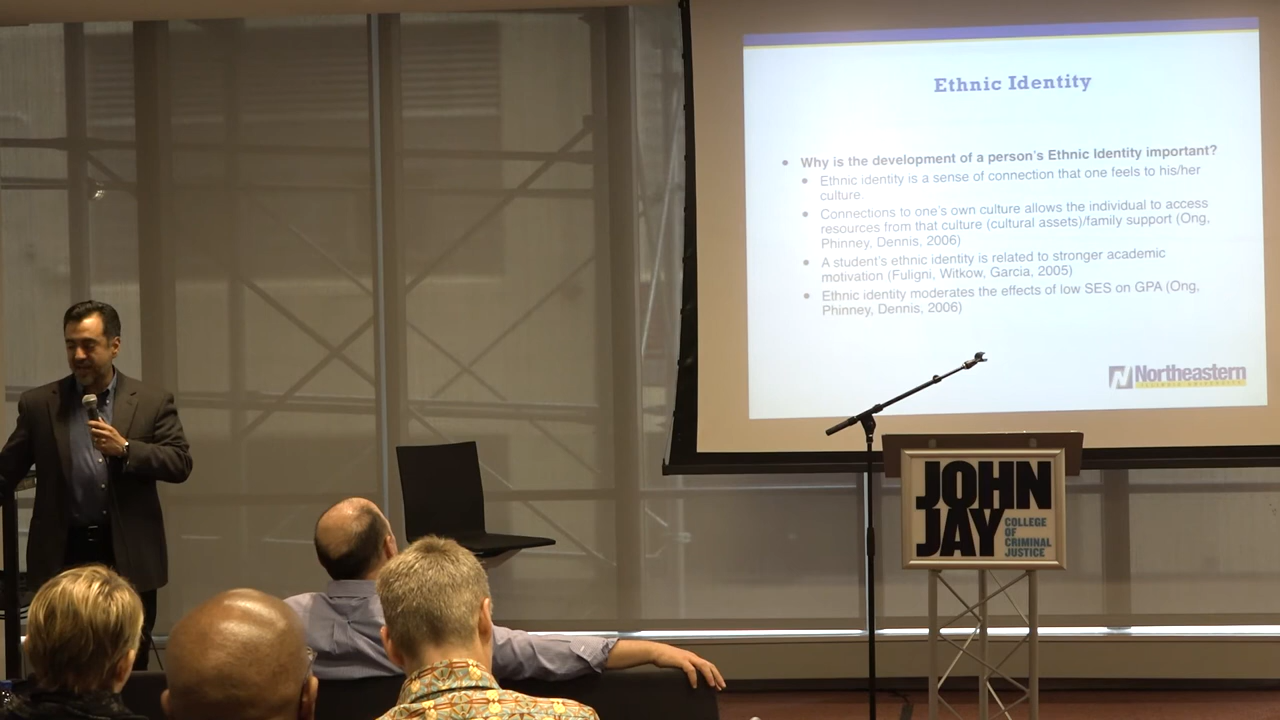 Ethnic Identity
• Why is the development of a person's Ethnic Identity important?
• Ethnic identity is a sense of connection that one feels to his/her
culture.
• Connections to one's own culture allows the individual to access
resources from that culture (cultural assets)/family support (Ong,
Phinney, Dennis, 2006)
• A student's ethnic identity is related to stronger academic
motivation (Fuligni, Witkow, Garcia, 2005)
• Ethnic identity moderates the effects of low SES on GPA (Ong,
Phinney, Dennis, 2006)
N Northeastern
ILLINOIS UNIVERSITY
JOHN
JAY
COLLEGE
OF
CRIMINAL
JUSTICE